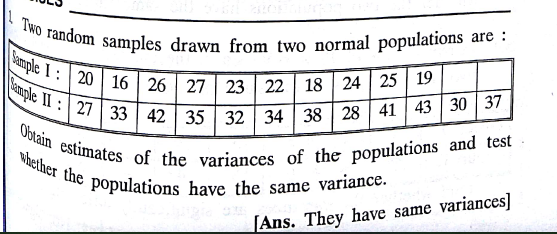 1. Two random samples drawn from two normal populations are :
Sample I : 20 16 26 27 23 22 18 24 25 19
Sample II : 27 33 42 35 32 34 38 28 41 43 30 37
Obtain estimates of the variances of the populations and test
whether the populations have the same variance.
[Ans. They have same variances]